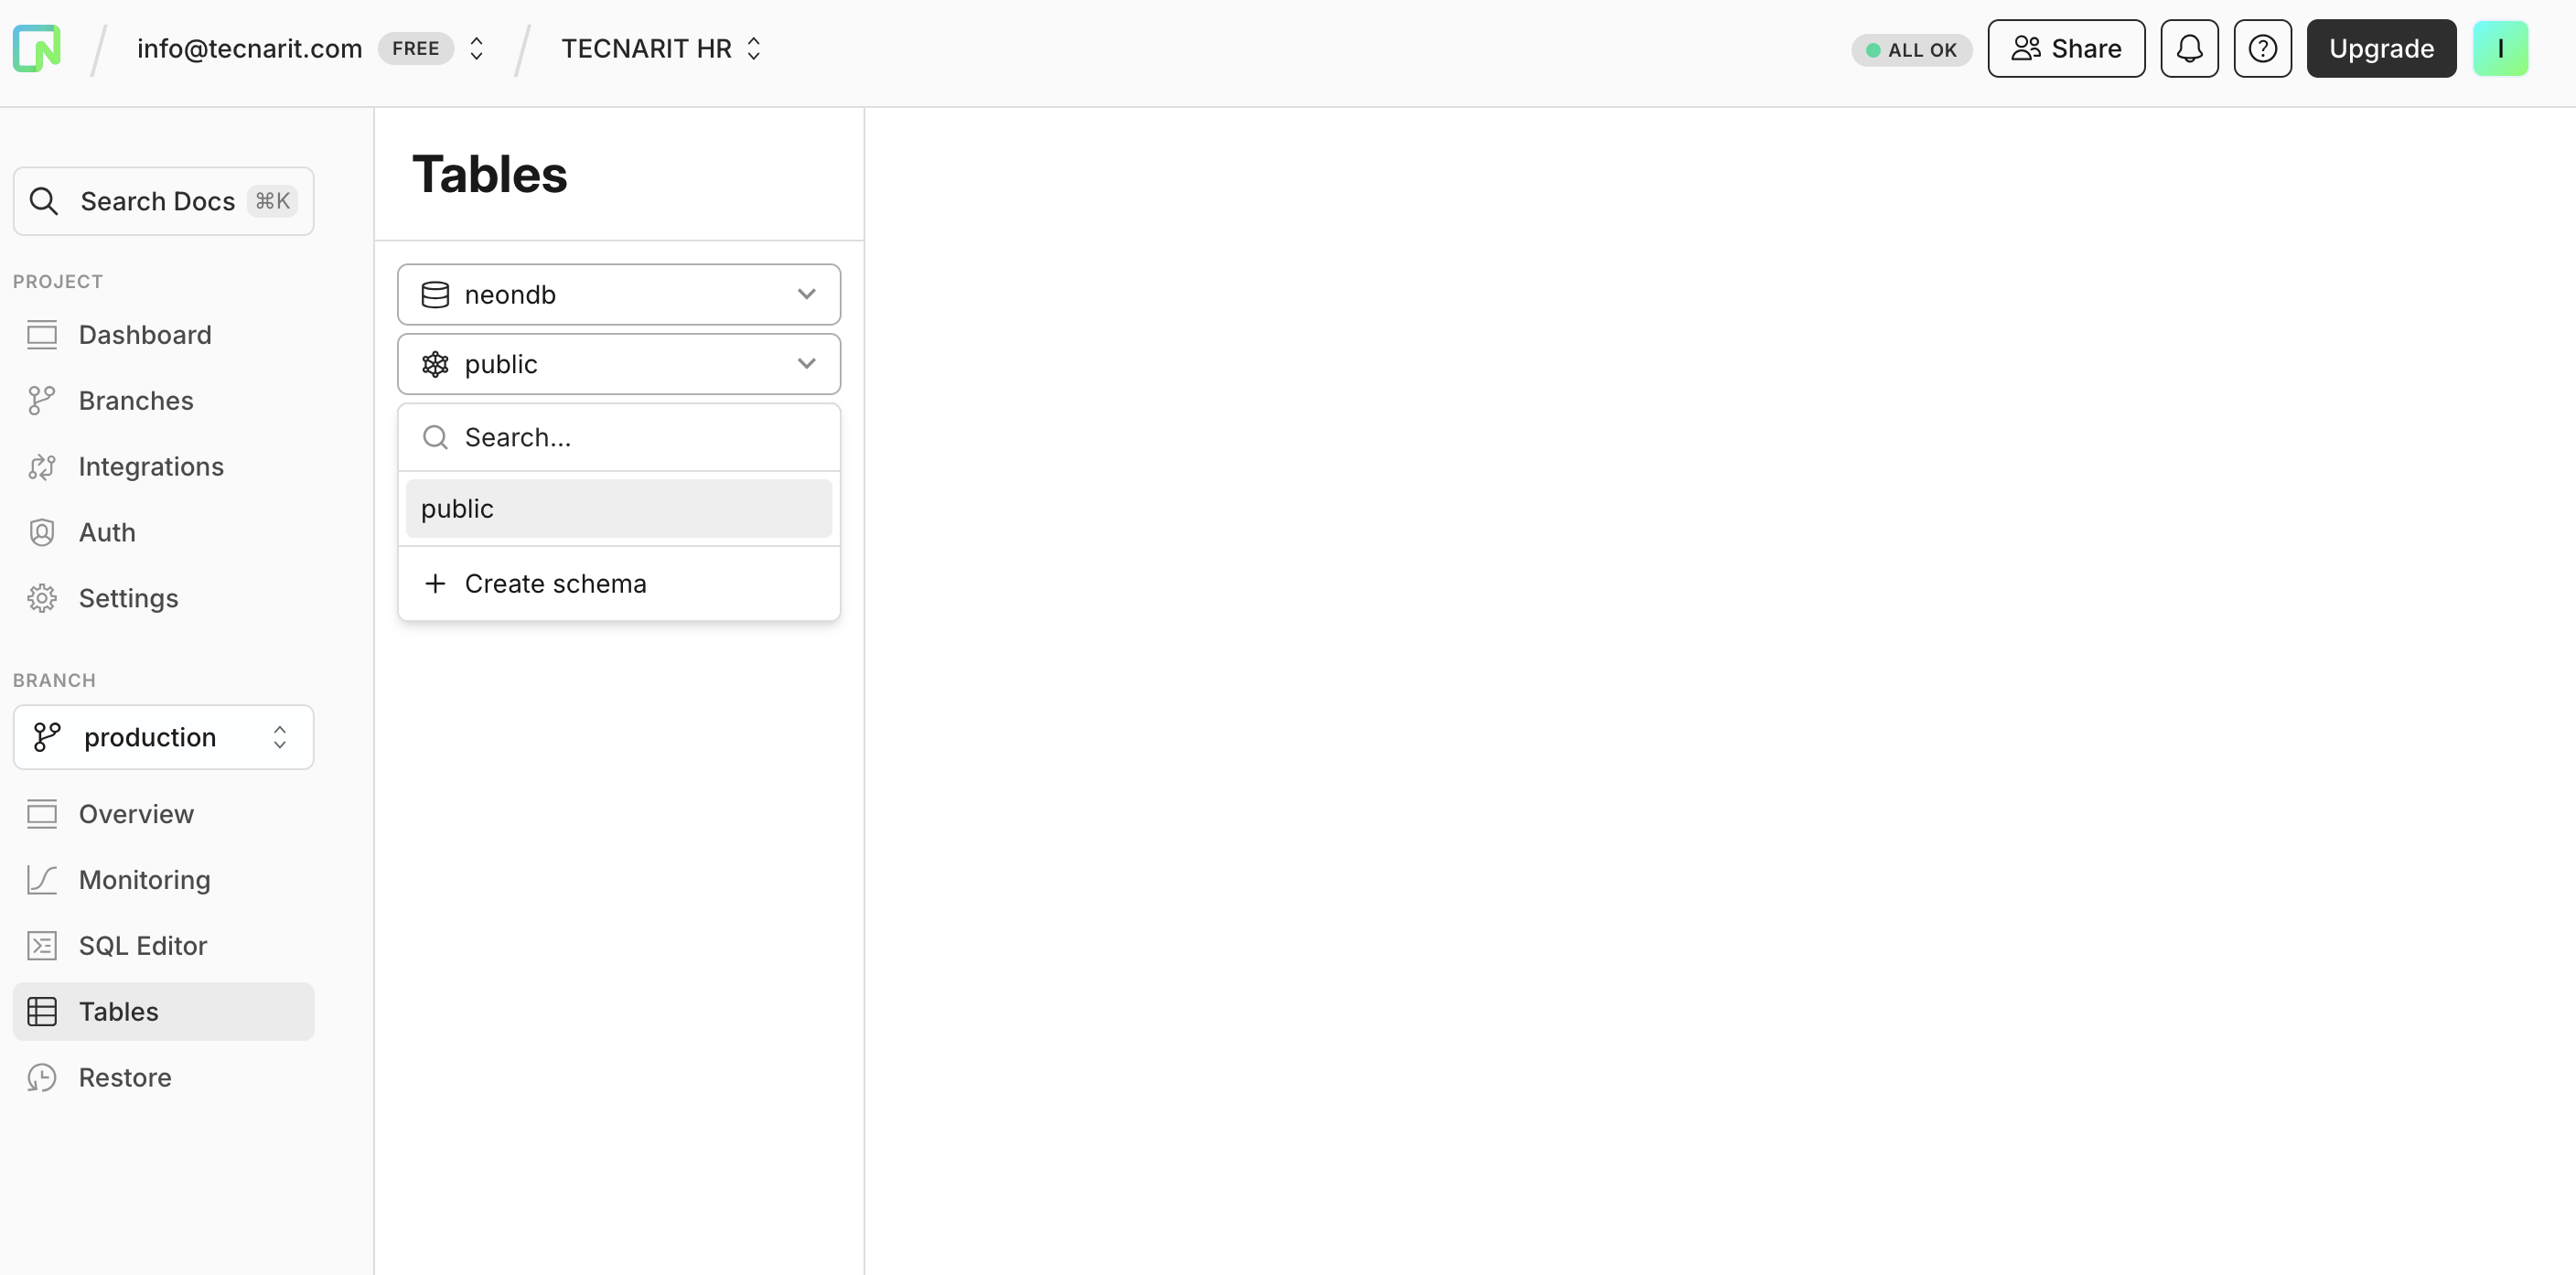 info@tecnarit.com FREE
TECNARIT HR
ALL OK
Share
Upgrade
I
Search Docs ⌘K
PROJECT
Dashboard
Branches
Integrations
Auth
Settings
BRANCH
production
Overview
Monitoring
SQL Editor
Tables
Restore
Tables
neondb
public
Search...
public
Create schema